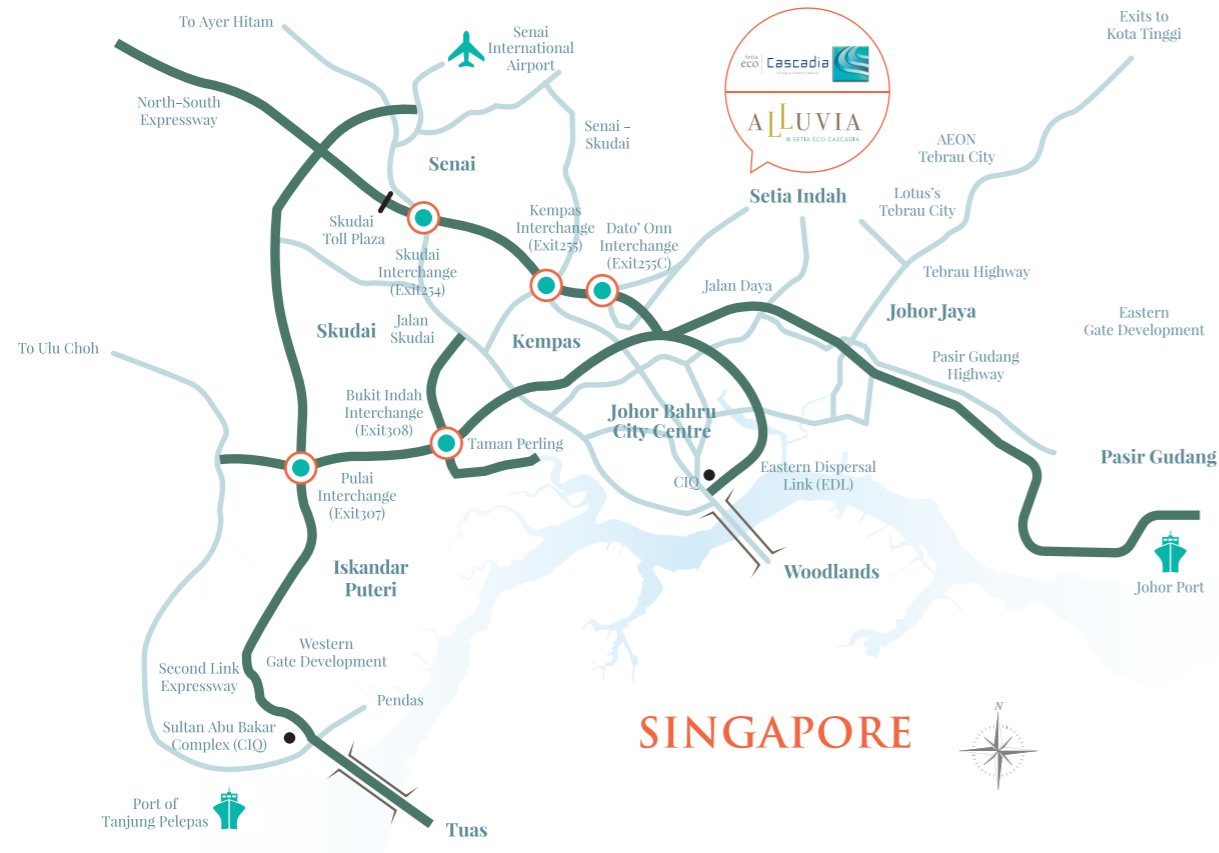 To Ayer Hitam
Senai
International
Airport
Setia
eco
Cascadia
ALLUVIA
@ SETIA ECO CASCADIA
Exits to
Kota Tinggi
North-South
Expressway
Senai –
Skudai
AEON
Tebrau City
Senai
Setia Indah
Lotus's
Tebrau City
Skudai
Toll Plaza
Kempas
Interchange
(Exit255)
Dato' Onn
Interchange
(Exit255C)
Skudai
Interchange
(Exit254)
Tebrau Highway
Jalan Daya
Johor Jaya
Eastern
Gate Development
Skudai
Jalan
Skudai
Kempas
To Ulu Choh
Pasir Gudang
Highway
Bukit Indah
Interchange
(Exit308)
Johor Bahru
City Centre
Taman Perling
Pasir Gudang
CIQ
Eastern Dispersal
Link (EDL)
Pulai
Interchange
(Exit307)
Iskandar
Puteri
Woodlands
Johor Port
Western
Gate Development
Second Link
Expressway
Pendas
Sultan Abu Bakar
Complex (CIQ)
SINGAPORE
N
Port of
Tanjung Pelepas
Tuas